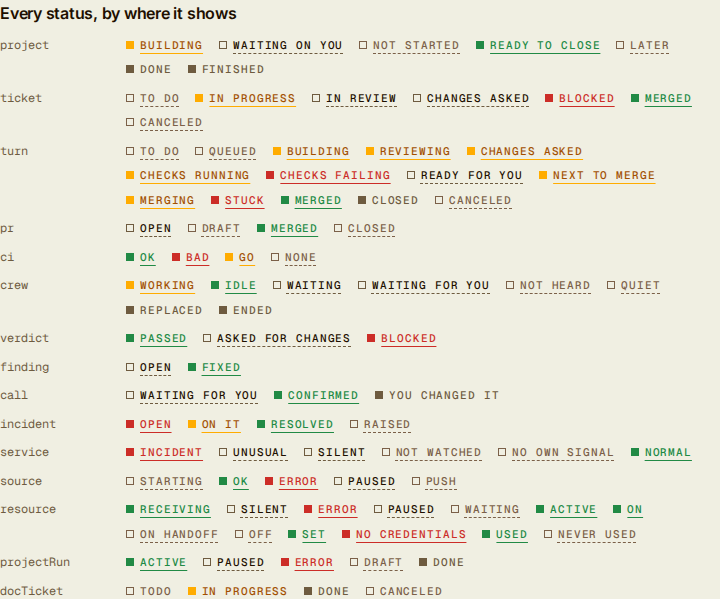 Every status, by where it shows
project BUILDING WAITING ON YOU NOT STARTED READY TO CLOSE LATER
DONE FINISHED
ticket TO DO IN PROGRESS IN REVIEW CHANGES ASKED BLOCKED MERGED
CANCELED
turn TO DO QUEUED BUILDING REVIEWING CHANGES ASKED
CHECKS RUNNING CHECKS FAILING READY FOR YOU NEXT TO MERGE
MERGING STUCK MERGED CLOSED CANCELED
pr OPEN DRAFT MERGED CLOSED
ci OK BAD GO NONE
crew WORKING IDLE WAITING WAITING FOR YOU NOT HEARD QUIET
REPLACED ENDED
verdict PASSED ASKED FOR CHANGES BLOCKED
finding OPEN FIXED
call WAITING FOR YOU CONFIRMED YOU CHANGED IT
incident OPEN ON IT RESOLVED RAISED
service INCIDENT UNUSUAL SILENT NOT WATCHED NO OWN SIGNAL NORMAL
source STARTING OK ERROR PAUSED PUSH
resource RECEIVING SILENT ERROR PAUSED WAITING ACTIVE ON
ON HANDOFF OFF SET NO CREDENTIALS USED NEVER USED
projectRun ACTIVE PAUSED ERROR DRAFT DONE
docTicket TODO IN PROGRESS DONE CANCELED